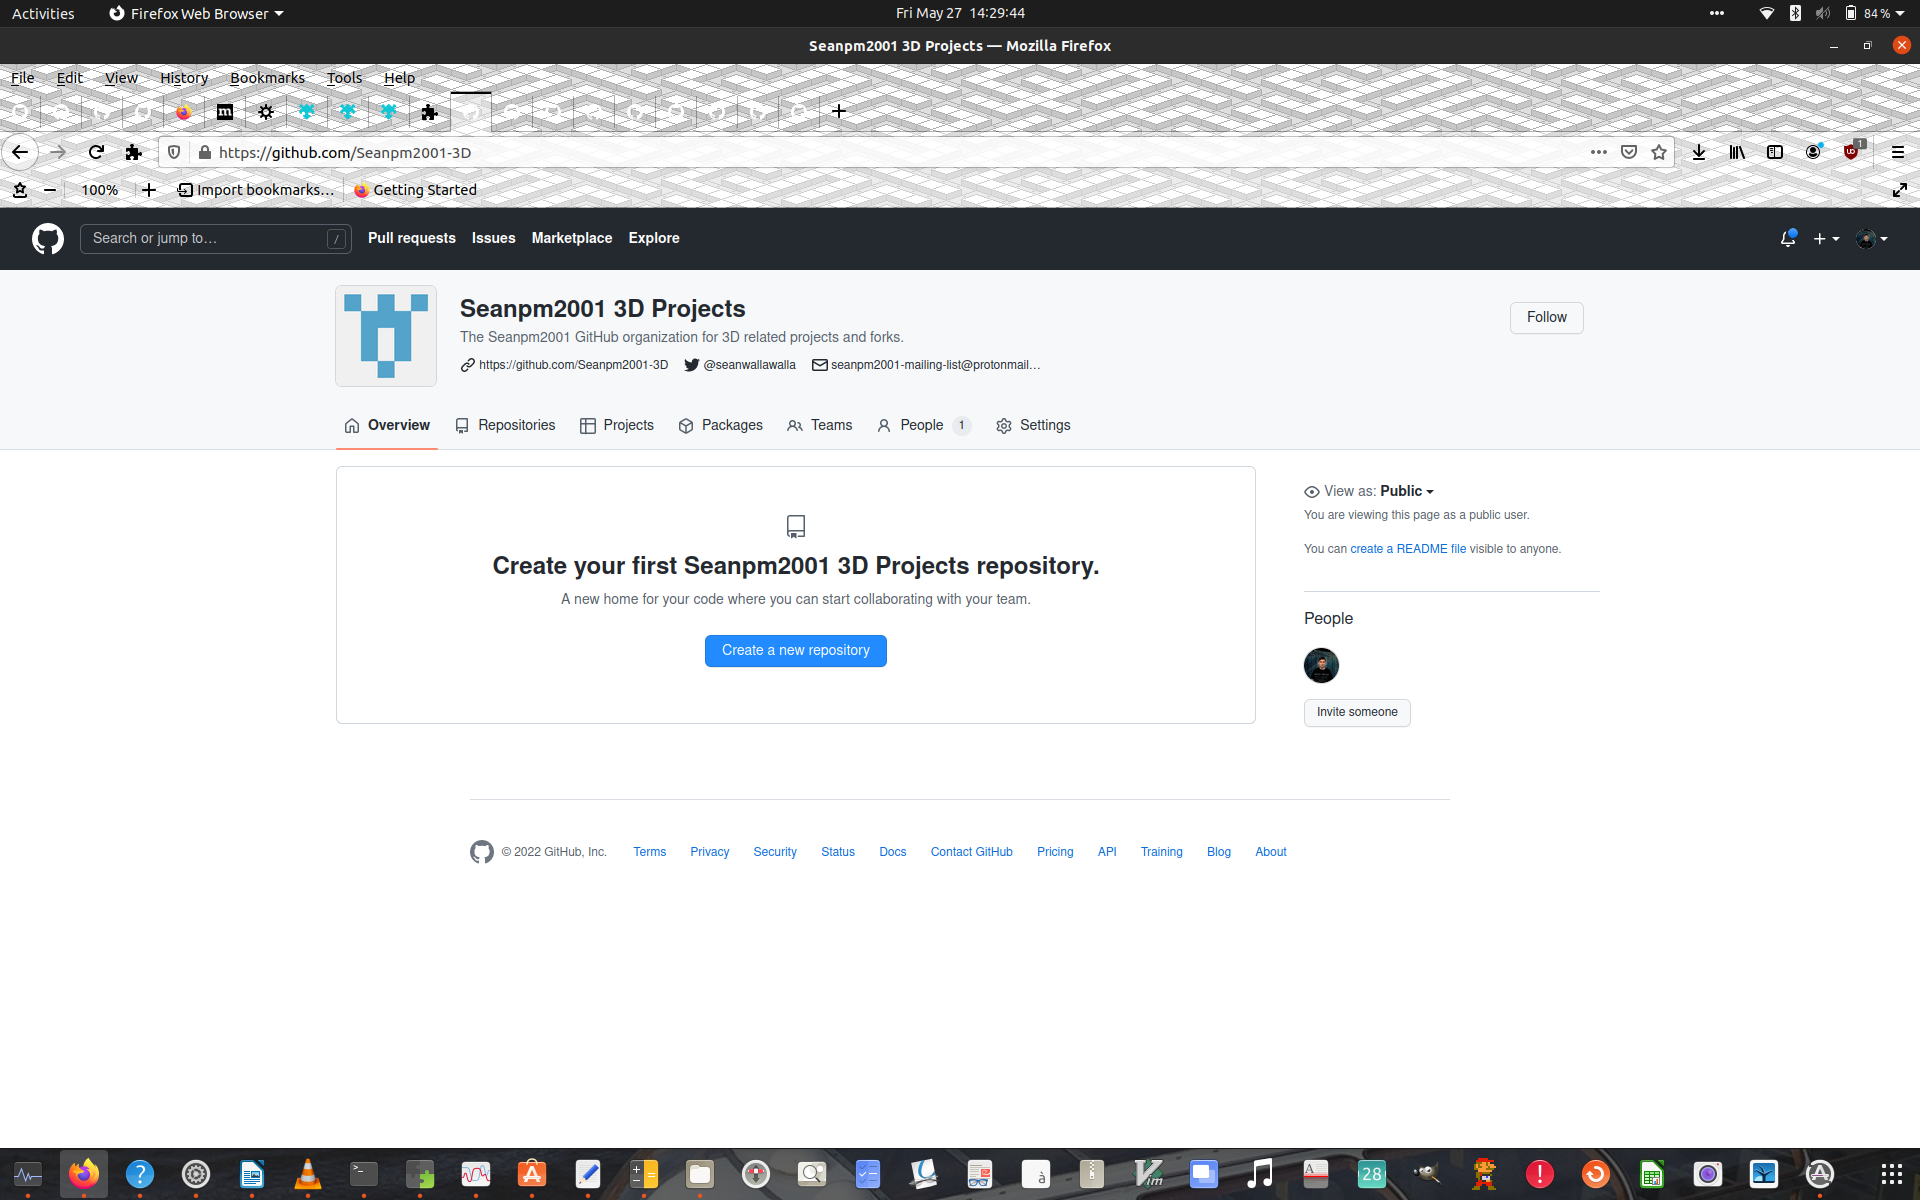 Activities Firefox Web Browser Fri May 27 14:29:44 84 %
Seanpm2001 3D Projects — Mozilla Firefox
File Edit View History Bookmarks Tools Help
https://github.com/Seanpm2001-3D 1
100% Import bookmarks… Getting Started
Search or jump to… / Pull requests Issues Marketplace Explore
Seanpm2001 3D Projects
Follow
The Seanpm2001 GitHub organization for 3D related projects and forks.
https://github.com/Seanpm2001-3D @seanwallawalla seanpm2001-mailing-list@protonmail…
Overview Repositories Projects Packages Teams People 1 Settings
Create your first Seanpm2001 3D Projects repository.
A new home for your code where you can start collaborating with your team.
Create a new repository
View as: Public
You are viewing this page as a public user.
You can create a README file visible to anyone.
People
Invite someone
© 2022 GitHub, Inc. Terms Privacy Security Status Docs Contact GitHub Pricing API Training Blog About
28